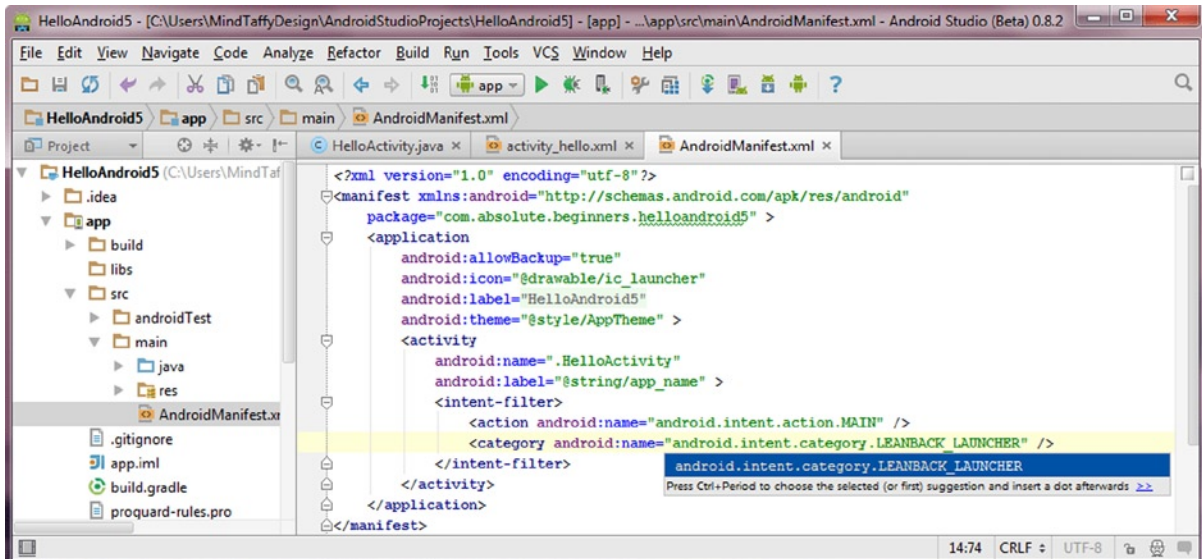 HelloAndroid5 - [C:\Users\MindTaffyDesign\AndroidStudioProjects\HelloAndroid5] - [app] - ...\app\src\main\AndroidManifest.xml - Android Studio (Beta) 0.8.2
File Edit View Navigate Code Analyze Refactor Build Run Tools VCS Window Help
app
HelloAndroid5 app src main AndroidManifest.xml
Project
HelloActivity.java activity_hello.xml AndroidManifest.xml
HelloAndroid5 (C:\Users\MindTaf
.idea
app
build
libs
src
androidTest
main
java
res
AndroidManifest.xr
.gitignore
app.iml
build.gradle
proguard-rules.pro
<?xml version="1.0" encoding="utf-8"?>
<manifest xmlns:android="http://schemas.android.com/apk/res/android"
package="com.absolute.beginners.helloandroid5" >
<application
android:allowBackup="true"
android:icon="@drawable/ic_launcher"
android:label="HelloAndroid5"
android:theme="@style/AppTheme" >
<activity
android:name=".HelloActivity"
android:label="@string/app_name" >
<intent-filter>
<action android:name="android.intent.action.MAIN" />
<category android:name="android.intent.category.LEANBACK_LAUNCHER" />
</intent-filter>
android.intent.category.LEANBACK_LAUNCHER
</activity>
Press Ctrl+Period to choose the selected (or first) suggestion and insert a dot afterwards >>
</application>
</manifest>
14:74 CRLF UTF-8